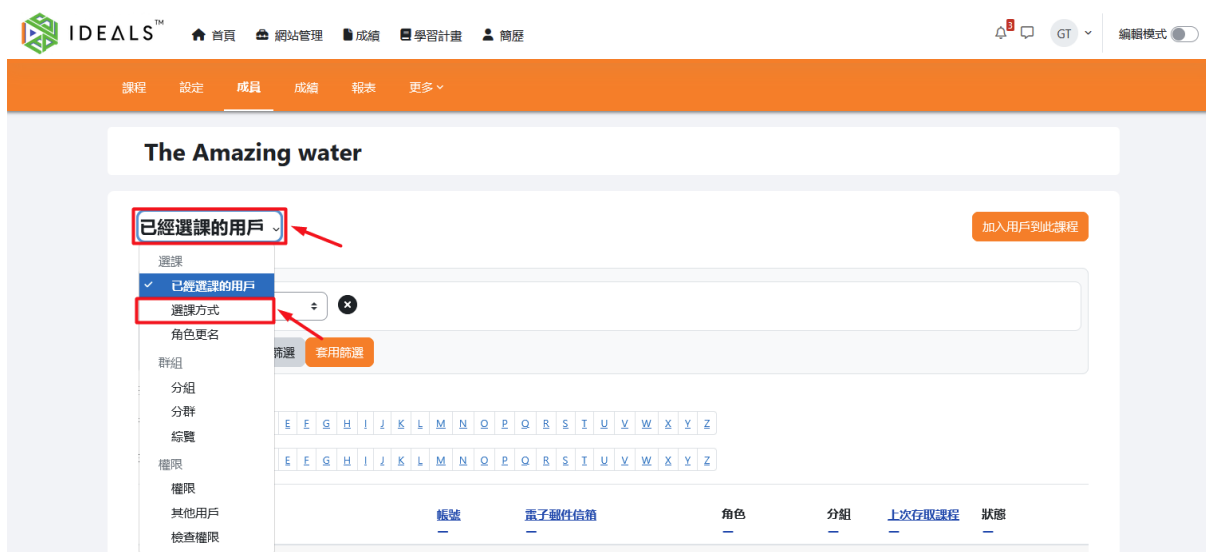 IDEALS™ 首頁 網站管理 成績 學習計畫 簡歷 3 GT 編輯模式
課程 設定 成員 成績 報表 更多
The Amazing water
已經選課的用戶 加入用戶到此課程
選課
已經選課的用戶
選課方式
角色更名
篩選 套用篩選
群組
分組
分群
E F G H I J K L M N O P Q R S T U V W X Y Z
綜覽
E F G H I J K L M N O P Q R S T U V W X Y Z
權限
權限
其他用戶 帳號 電子郵件信箱 角色 分組 上次存取課程 狀態
檢查權限